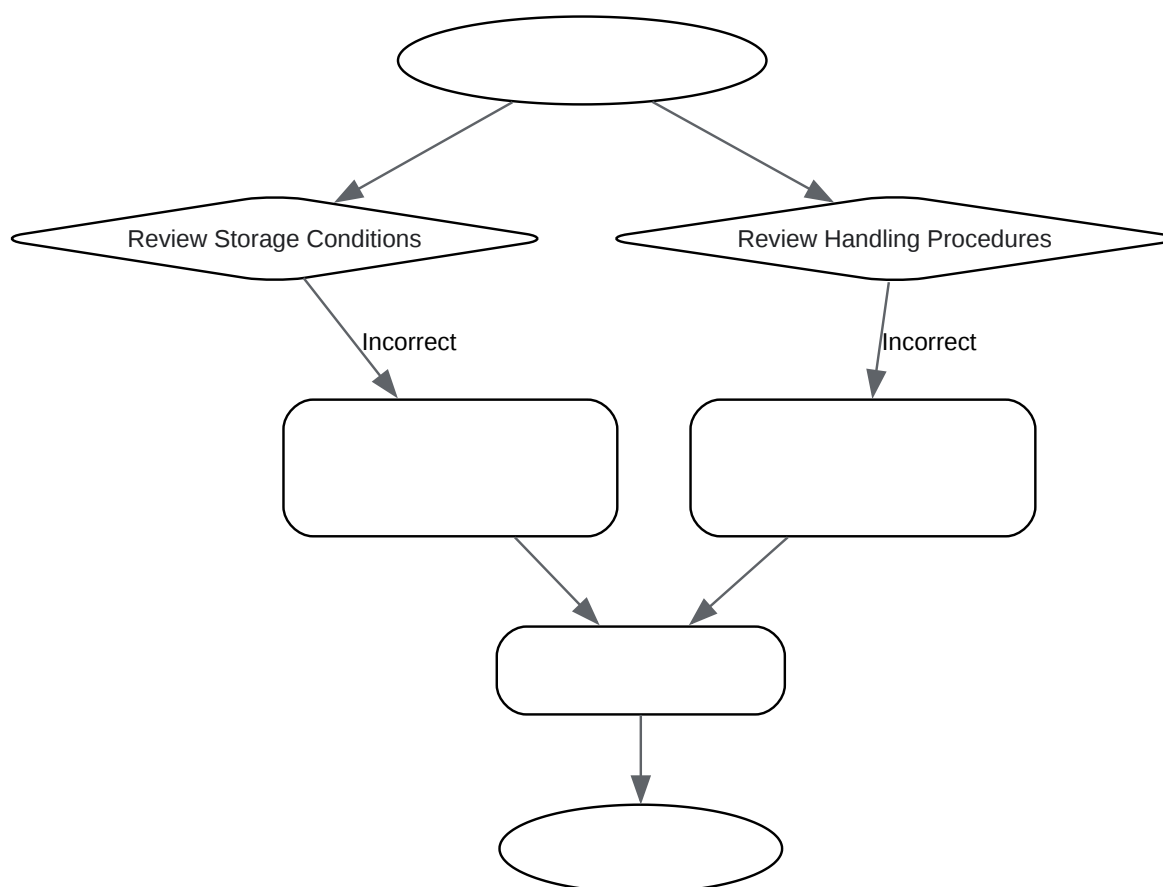 Review Storage Conditions
Review Handling Procedures
Incorrect
Incorrect